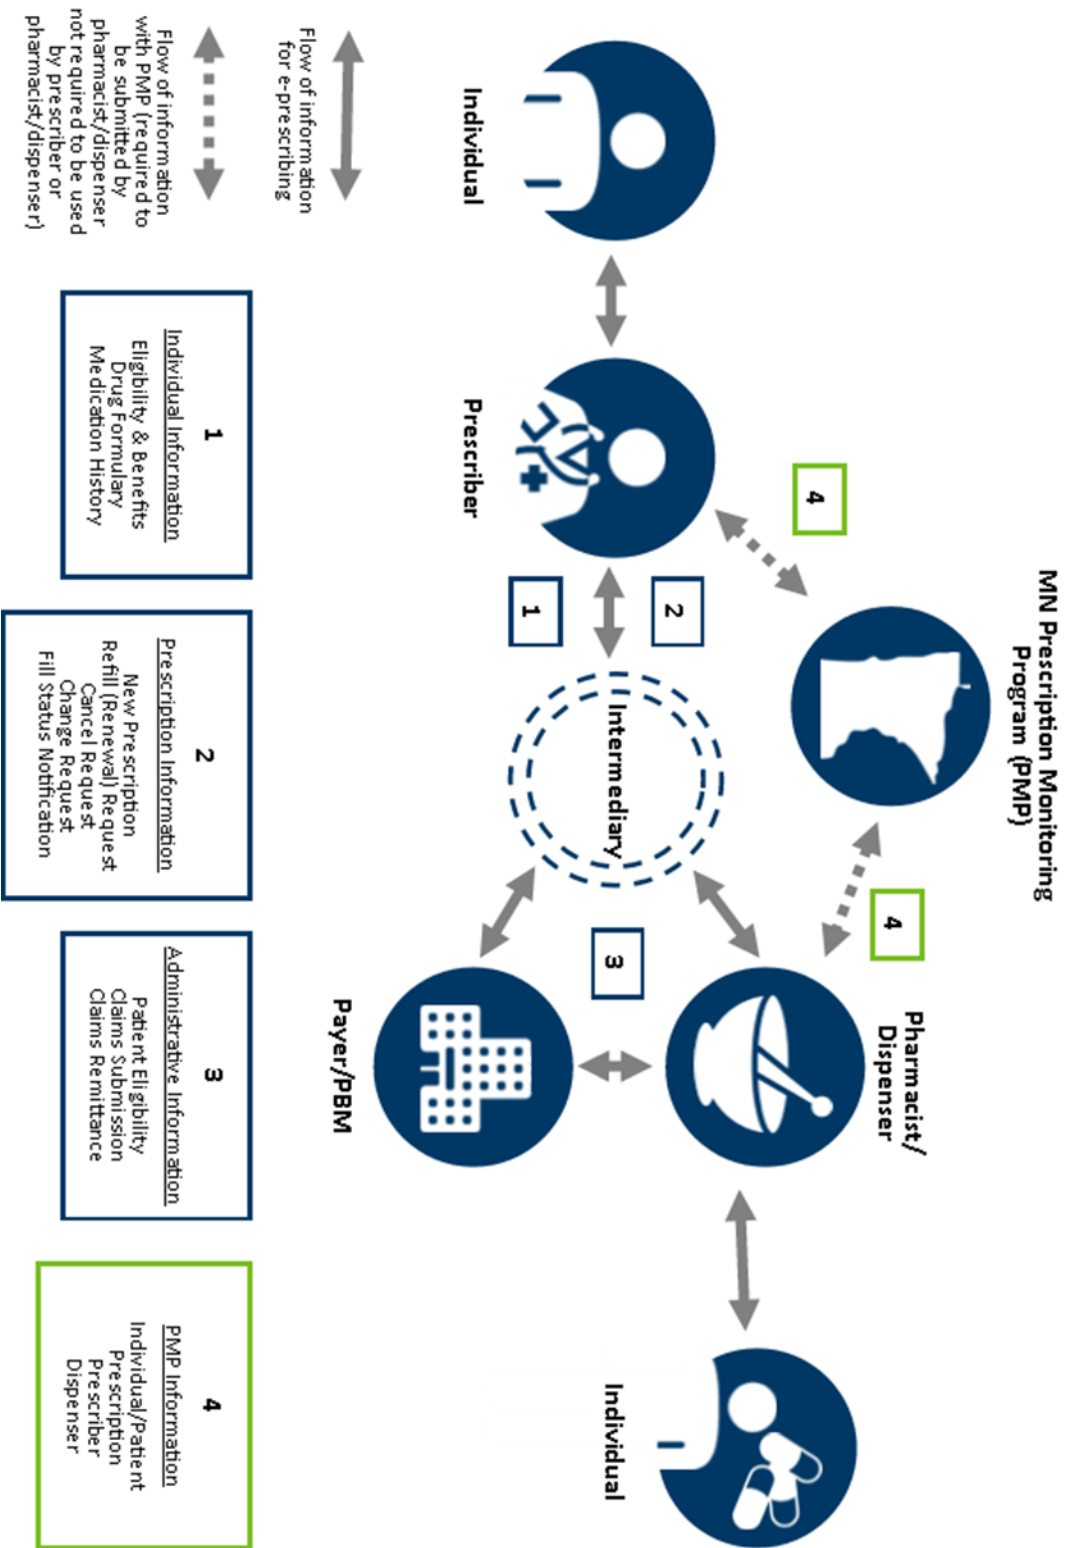 MN Prescription Monitoring
Program (PMP)
4
4
Pharmacist/
Dispenser
Individual
Prescriber
2
1
Intermediary
3
Payer/PBM
Individual
Flow of information
for e-prescribing
Flow of information
with PMP (required to
be submitted by
pharmacist/dispenser
not required to be used
by prescriber or
pharmacist/dispenser)
1
Individual Information
Eligibility & Benefits
Drug Formulary
Medication History
2
Prescription Information
New Prescription
Refill (Renewal) Request
Cancel Request
Change Request
Fill Status Notification
3
Administrative Information
Patient Eligibility
Claims Submission
Claims Remittance
4
PMP Information
Individual/Patient
Prescription
Prescriber
Dispenser